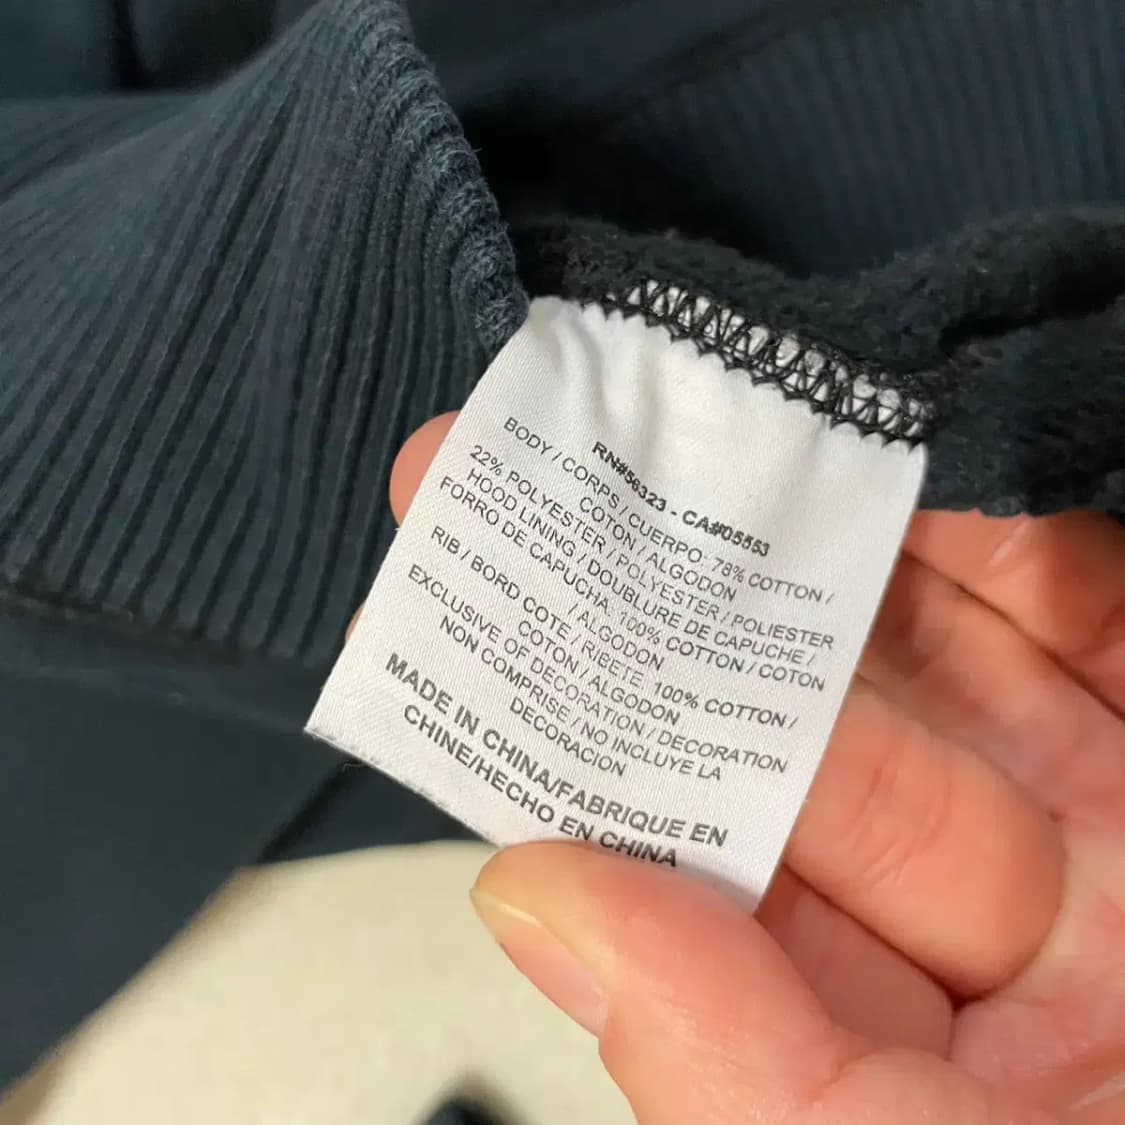 RN#56323 - CA#05553
BODY / CORPS / CUERPO: 78% COTTON /
COTON / ALGODON
22% POLYESTER / POLYESTER / POLIESTER
HOOD LINING / DOUBLURE DE CAPUCHE /
FORRO DE CAPUCHA: 100% COTTON / COTON
/ ALGODON
RIB / BORD COTE / RIBETE: 100% COTTON /
COTON / ALGODON
EXCLUSIVE OF DECORATION / DECORATION
NON COMPRISE / NO INCLUYE LA
DECORACION
MADE IN CHINA/FABRIQUE EN
CHINE/HECHO EN CHINA